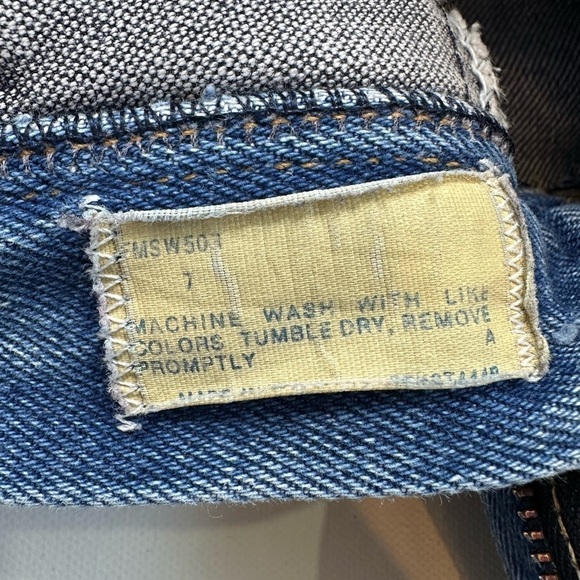 MSW503
7
MACHINE WASH WITH LIKE
COLORS, TUMBLE DRY, REMOVE
PROMPTLY A